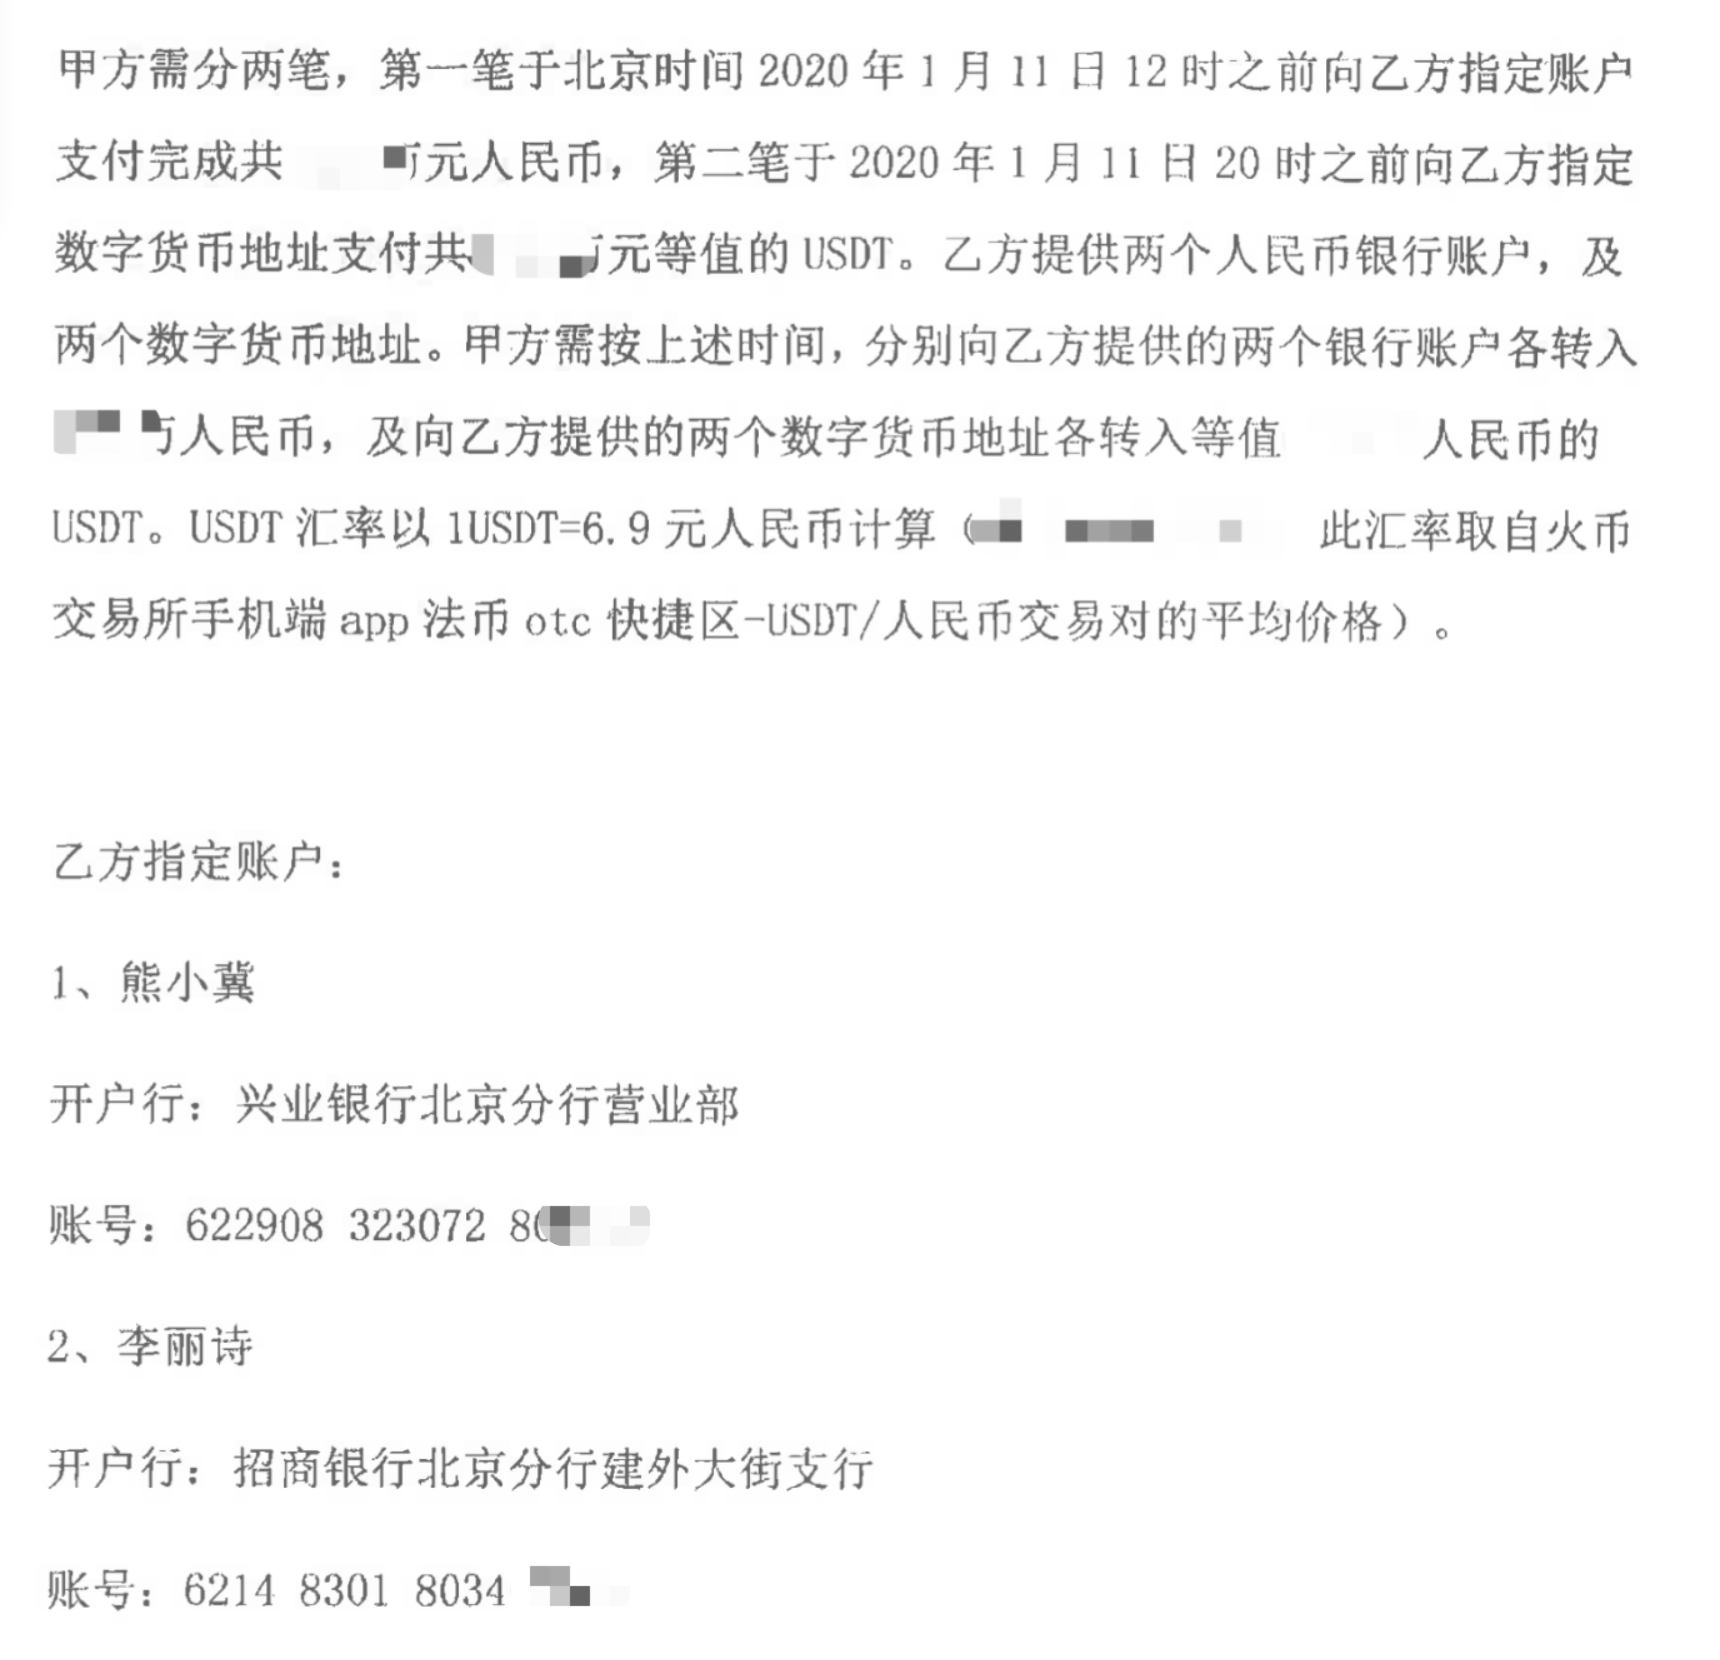 甲方需分两笔，第一笔于北京时间 2020 年 1 月 11 日 12 时之前向乙方指定账户
支付完成共 元人民币，第二笔于 2020 年 1 月 11 日 20 时之前向乙方指定
数字货币地址支付共 元等值的 USDT。乙方提供两个人民币银行账户，及
两个数字货币地址。甲方需按上述时间，分别向乙方提供的两个银行账户各转入
人民币，及向乙方提供的两个数字货币地址各转入等值 人民币的
USDT。USDT 汇率以 1USDT=6.9 元人民币计算（ 此汇率取自火币
交易所手机端 app 法币 otc 快捷区-USDT/人民币交易对的平均价格）。
乙方指定账户：
1、熊小冀
开户行：兴业银行北京分行营业部
账号：622908 323072 8
2、李丽诗
开户行：招商银行北京分行建外大街支行
账号：6214 8301 8034